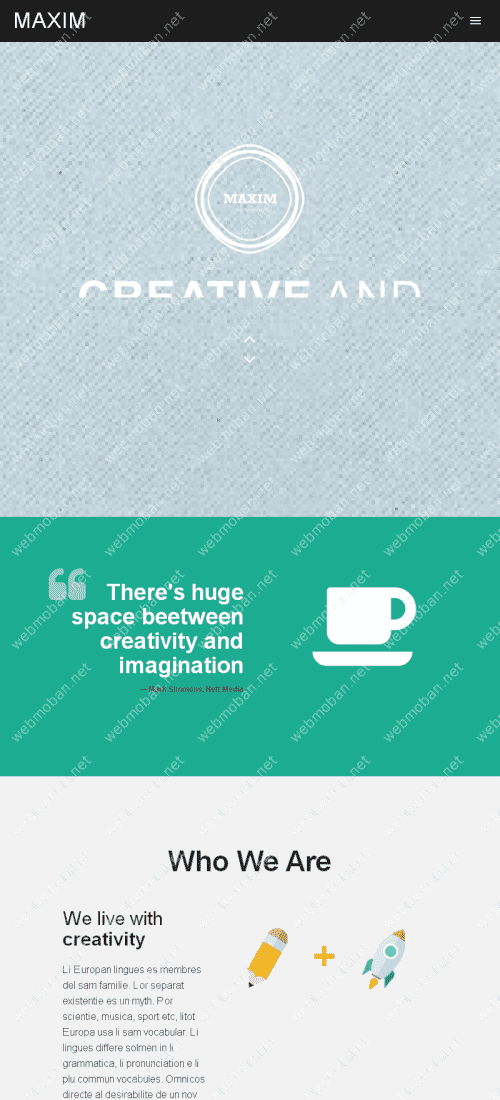 MAXIM
MAXIM
CREATIVE AND
There's huge
space beetween
creativity and
imagination
— Mark Simmons, Nett Media
Who We Are
We live with
creativity
Li Europan lingues es membres
del sam familie. Lor separat
existentie es un myth. Por
scientie, musica, sport etc, litot
Europa usa li sam vocabular. Li
lingues differe solmen in li
grammatica, li pronunciation e li
plu commun vocabules. Omnicos
directe al desirabilite de un nov
webmoban.net